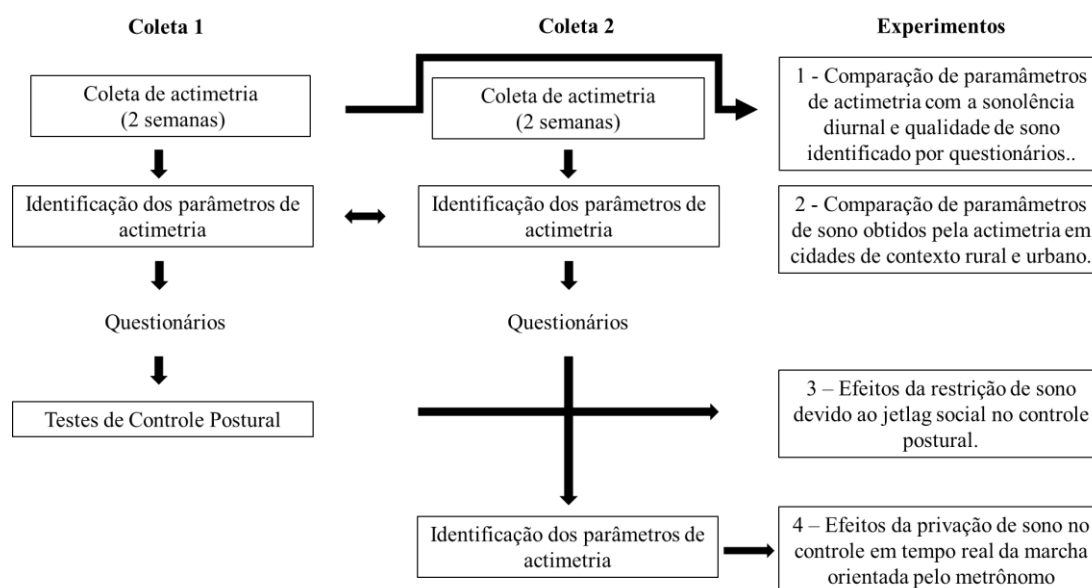 Coleta 1
Coleta 2
Experimentos
Coleta de actimetria
(2 semanas)
Coleta de actimetria
(2 semanas)
1 - Comparação de paramâmetros
de actimetria com a sonolência
diurnal e qualidade de sono
identificado por questionários..
Identificação dos parâmetros de
actimetria
Identificação dos parâmetros de
actimetria
2 - Comparação de paramâmetros
de sono obtidos pela actimetria em
cidades de contexto rural e urbano.
Questionários
Questionários
Testes de Controle Postural
3 – Efeitos da restrição de sono
devido ao jetlag social no controle
postural.
Identificação dos parâmetros de
actimetria
4 – Efeitos da privação de sono no
controle em tempo real da marcha
orientada pelo metrônomo